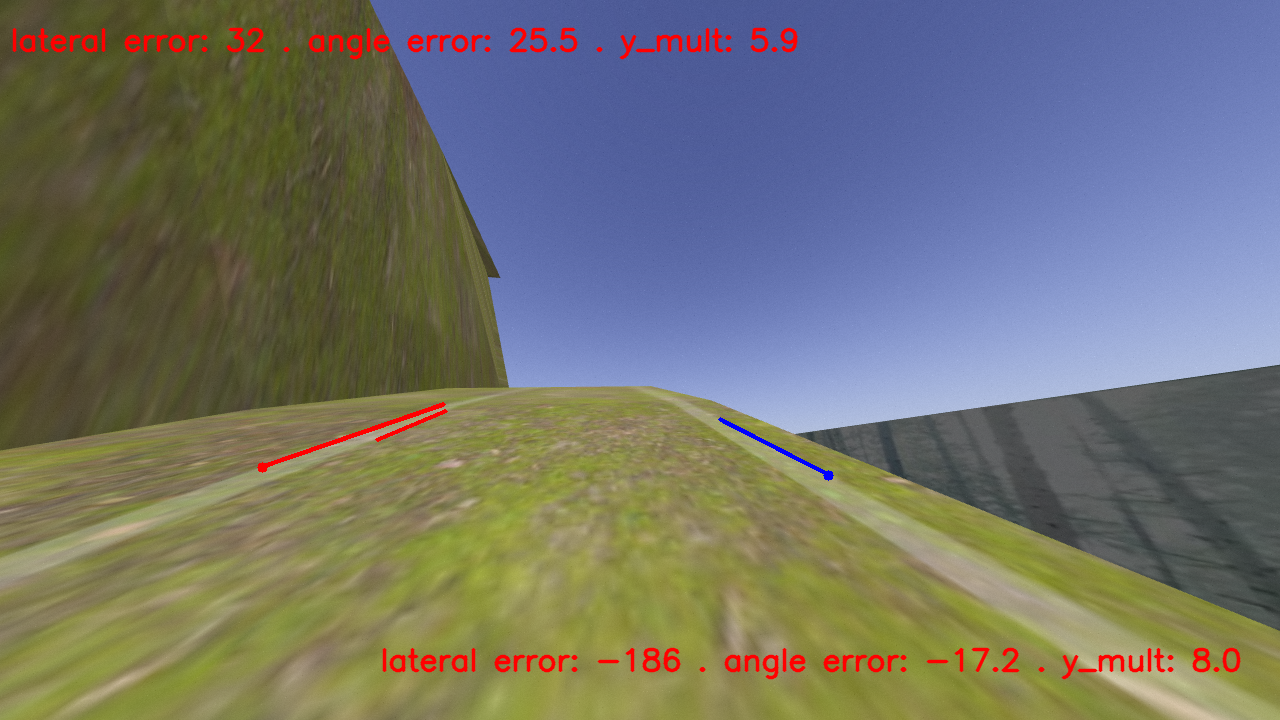 lateral error: 32 . angle error: 25.5 . y_mult: 5.9
lateral error: -186 . angle error: -17.2 . y_mult: 8.0